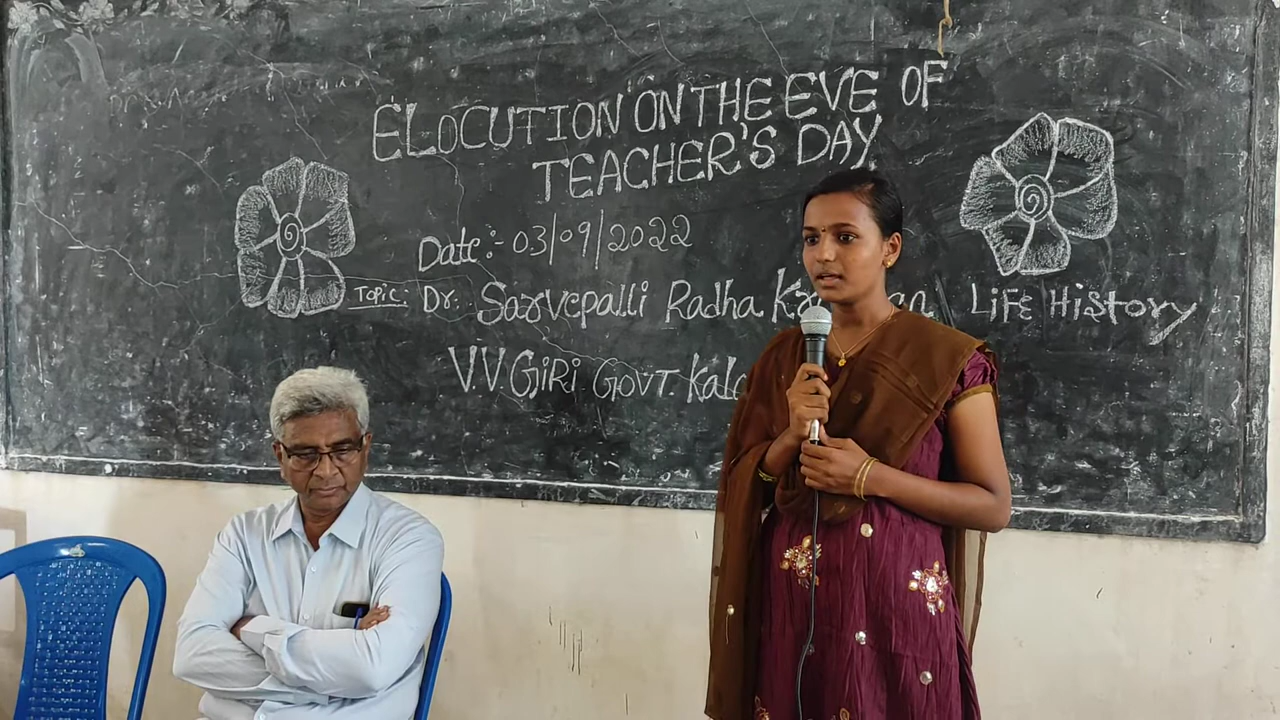 ELOCUTION "ON THE EVE OF
TEACHER'S DAY
Date:- 03/09/2022
Topic: Dr. Sarvepalli Radha Life History
V.V.Giri GOVT.